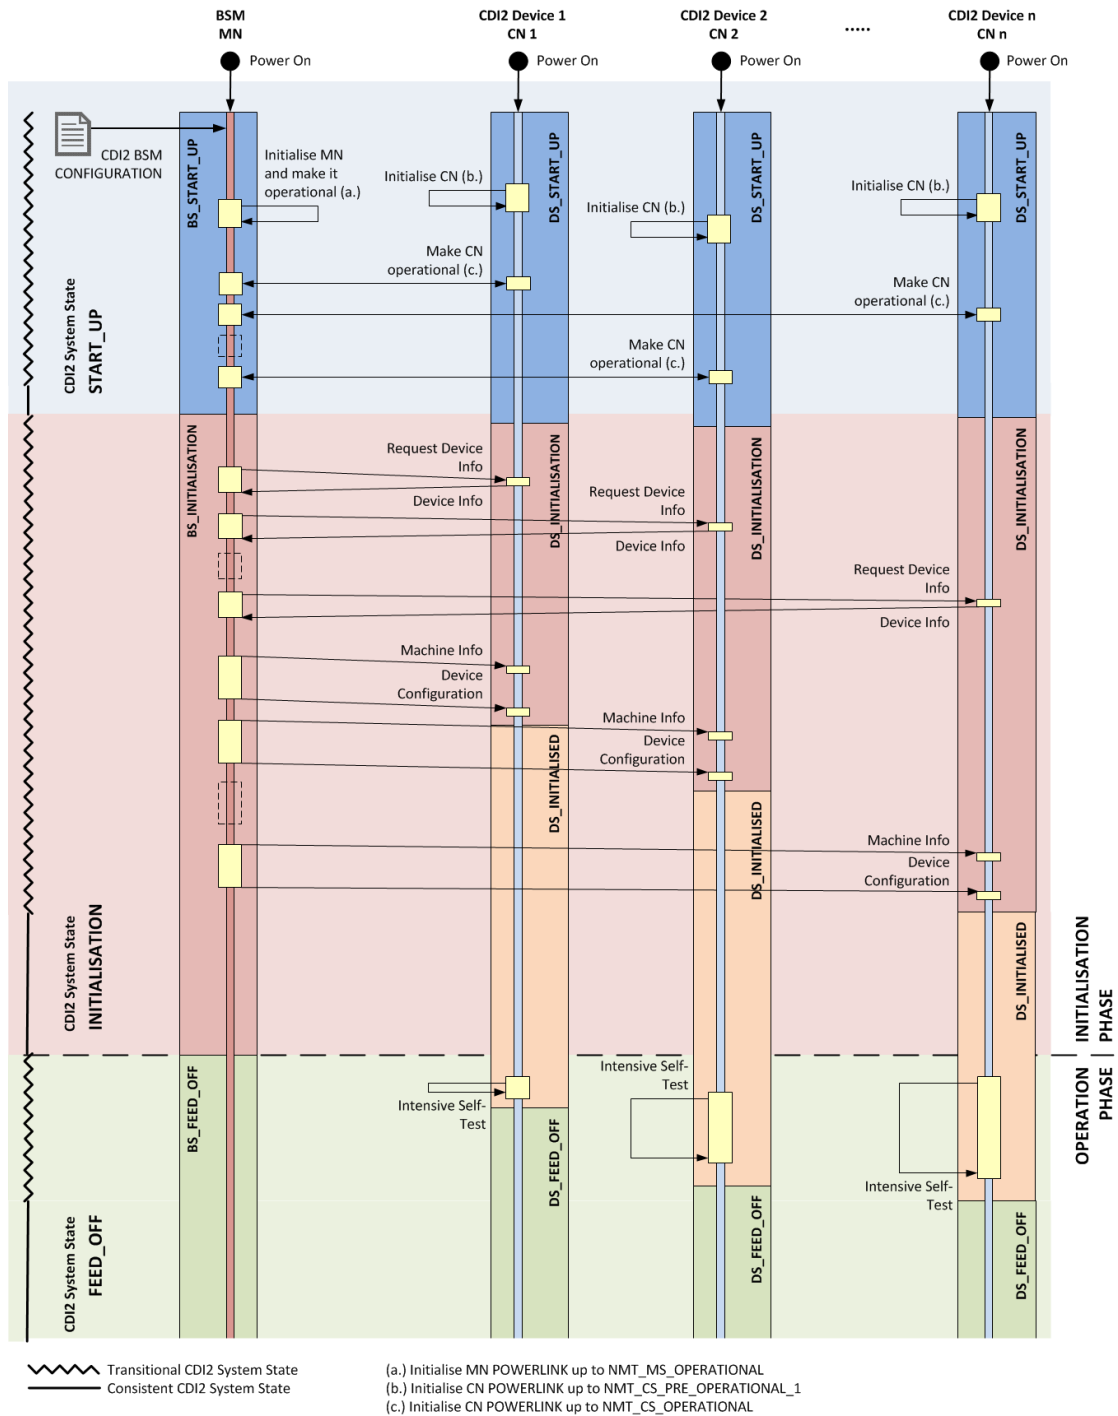 BSM
MN
CDI2 Device 1
CN 1
CDI2 Device 2
CN 2
.....
CDI2 Device n
CN n
Power On
Power On
Power On
Power On
CDI2 BSM
CONFIGURATION
BS_START_UP
Initialise MN
and make it
operational (a.)
Initialise CN (b.)
DS_START_UP
Initialise CN (b.)
DS_START_UP
Initialise CN (b.)
DS_START_UP
Make CN
operational (c.)
Make CN
operational (c.)
Make CN
operational (c.)
CDI2 System State
START_UP
BS_INITIALISATION
Request Device
Info
Device Info
DS_INITIALISATION
Request Device
Info
Device Info
DS_INITIALISATION
Request Device
Info
Device Info
DS_INITIALISATION
Machine Info
Device
Configuration
Machine Info
Device
Configuration
Machine Info
Device
Configuration
DS_INITIALISED
DS_INITIALISED
DS_INITIALISED
CDI2 System State
INITIALISATION
INITIALISATION
PHASE
OPERATION
PHASE
BS_FEED_OFF
Intensive Self-
Test
Intensive Self-
Test
Intensive Self-
Test
DS_FEED_OFF
DS_FEED_OFF
DS_FEED_OFF
CDI2 System State
FEED_OFF
Transitional CDI2 System State
Consistent CDI2 System State
(a.) Initialise MN POWERLINK up to NMT_MS_OPERATIONAL
(b.) Initialise CN POWERLINK up to NMT_CS_PRE_OPERATIONAL_1
(c.) Initialise CN POWERLINK up to NMT_CS_OPERATIONAL